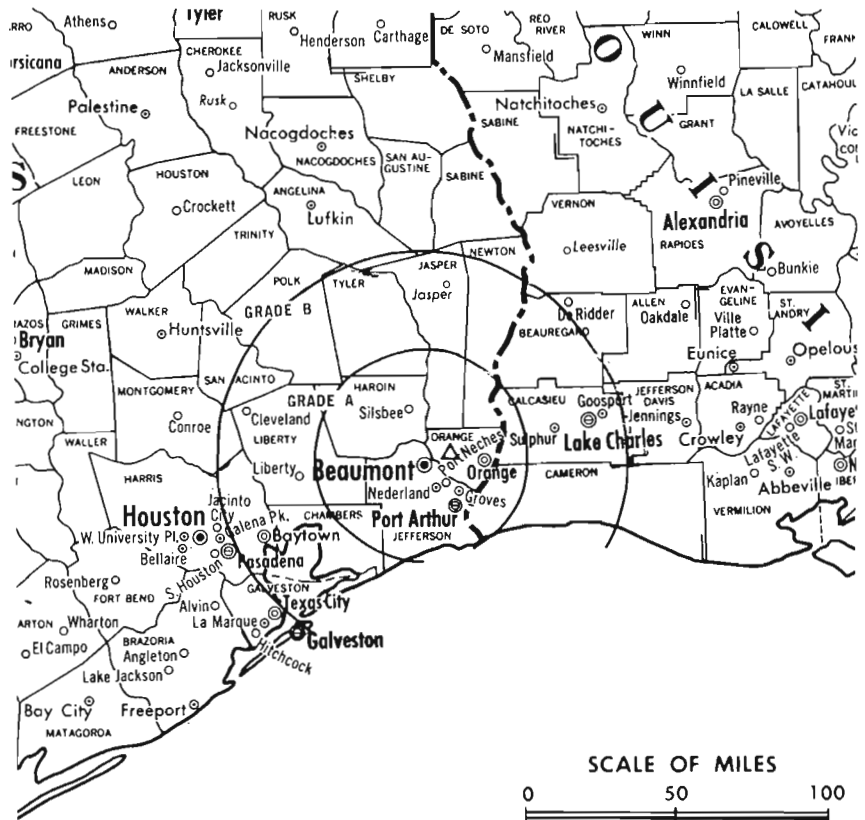 Athens
Tyler
RUSK
Henderson
Carthage
DE SOTO
RED
RIVER
WINN
CALDWELL
Mansfield
CHEROKEE
Jacksonville
ANDERSON
SHELBY
O
Winnfield
CATAHOU
LA SALLE
Palestine
Rusk
Natchitoches
SABINE
U
GRANT
FREESTONE
Nacogdoches
NACOGDOCHES
NATCHI-
TOCHES
S
SAN AU-
GUSTINE
SABINE
I
Pineville
LEON
HOUSTON
Crockett
ANGELINA
Lufkin
VERNON
Alexandria
RAPIDES
AVOYELLES
TRINITY
Leesville
S
Bunkie
MADISON
POLK
TYLER
JASPER
NEWTON
Jasper
EVAN-
GELINE
ST.
LANDRY
I
GRIMES
WALKER
Huntsville
GRADE B
De Ridder
BEAUREGARD
ALLEN
Oakdale
Ville
Platte
Bryan
College Sta.
Eunice
Opelous
SAN JACINTO
MONTGOMERY
Conroe
GRADE A
HARDIN
Silsbee
CALCASIEU
Goosport
JEFFERSON
DAVIS
Jennings
ACADIA
Rayne
ST.
MARTI
Cleveland
LIBERTY
Sulphur
Lake Charles
Crowley
LAFAYETTE
Lafaye
WALLER
ORANGE
Port Neches
Orange
CAMERON
Lafayette
S. W.
HARRIS
Liberty
Beaumont
Nederland
Groves
Kaplan
Abbeville
VERMILION
IBER
Houston
Jacinto
City
Galena Pk.
CHAMBERS
Port Arthur
JEFFERSON
W. University Pl.
Baytown
Bellaire
S. Houston
Pasadena
Rosenberg
FORT BEND
GALVESTON
Texas City
Alvin
La Marque
Wharton
El Campo
BRAZORIA
Angleton
Hitchcock
Galveston
Lake Jackson
Bay City
Freeport
MATAGORDA
SCALE OF MILES
0 50 100